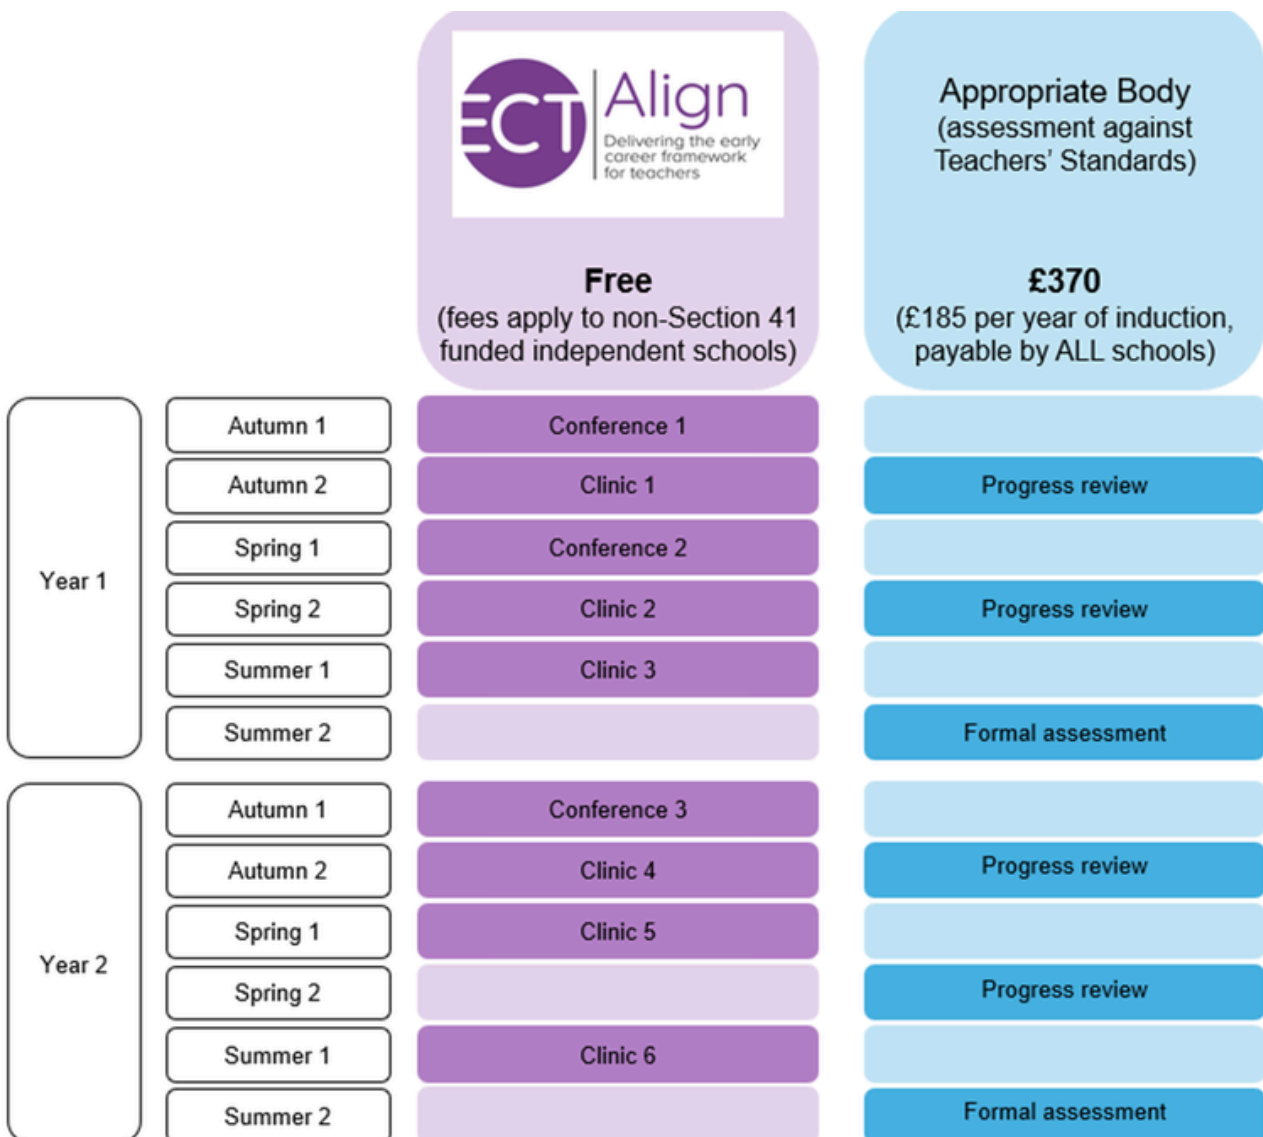 ECT
Align
Delivering the early
career framework
for teachers
Free
(fees apply to non-Section 41
funded independent schools)
Appropriate Body
(assessment against
Teachers’ Standards)
£370
(£185 per year of induction,
payable by ALL schools)
Year 1
Autumn 1
Conference 1
Autumn 2
Clinic 1
Progress review
Spring 1
Conference 2
Spring 2
Clinic 2
Progress review
Summer 1
Clinic 3
Summer 2
Formal assessment
Year 2
Autumn 1
Conference 3
Autumn 2
Clinic 4
Progress review
Spring 1
Clinic 5
Spring 2
Progress review
Summer 1
Clinic 6
Summer 2
Formal assessment